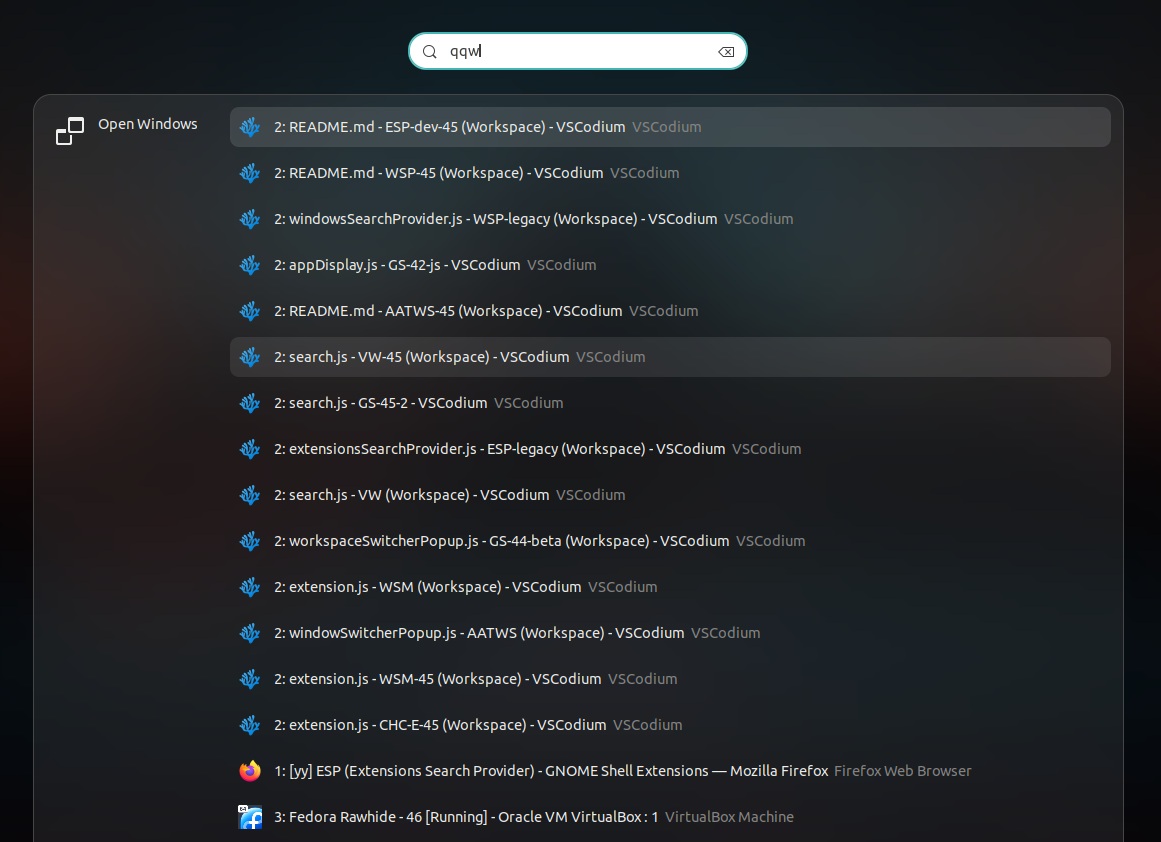 qqw
Open Windows
2: README.md - ESP-dev-45 (Workspace) - VSCodium VSCodium
2: README.md - WSP-45 (Workspace) - VSCodium VSCodium
2: windowsSearchProvider.js - WSP-legacy (Workspace) - VSCodium VSCodium
2: appDisplay.js - GS-42-js - VSCodium VSCodium
2: README.md - AATWS-45 (Workspace) - VSCodium VSCodium
2: search.js - VW-45 (Workspace) - VSCodium VSCodium
2: search.js - GS-45-2 - VSCodium VSCodium
2: extensionsSearchProvider.js - ESP-legacy (Workspace) - VSCodium VSCodium
2: search.js - VW (Workspace) - VSCodium VSCodium
2: workspaceSwitcherPopup.js - GS-44-beta (Workspace) - VSCodium VSCodium
2: extension.js - WSM (Workspace) - VSCodium VSCodium
2: windowSwitcherPopup.js - AATWS (Workspace) - VSCodium VSCodium
2: extension.js - WSM-45 (Workspace) - VSCodium VSCodium
2: extension.js - CHC-E-45 (Workspace) - VSCodium VSCodium
1: [yy] ESP (Extensions Search Provider) - GNOME Shell Extensions — Mozilla Firefox Firefox Web Browser
64
3: Fedora Rawhide - 46 [Running] - Oracle VM VirtualBox : 1 VirtualBox Machine